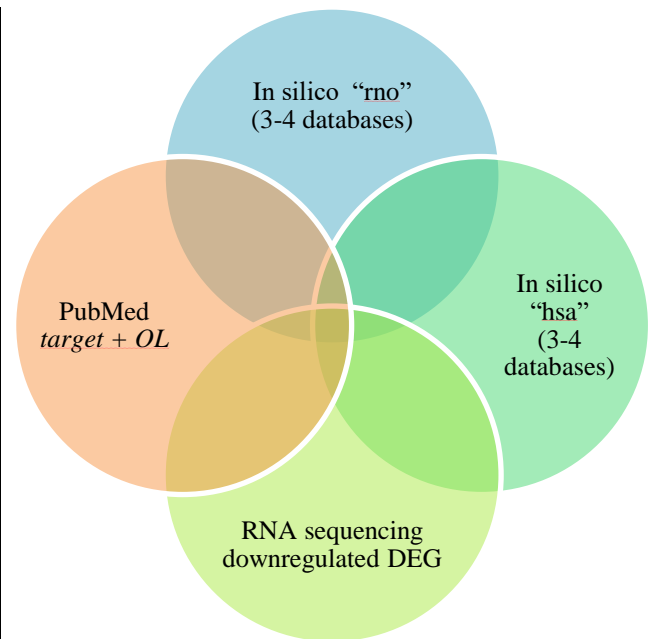 In silico “rno”
(3-4 databases)
PubMed
target + OL
In silico
“hsa”
(3-4
databases)
RNA sequencing
downregulated DEG